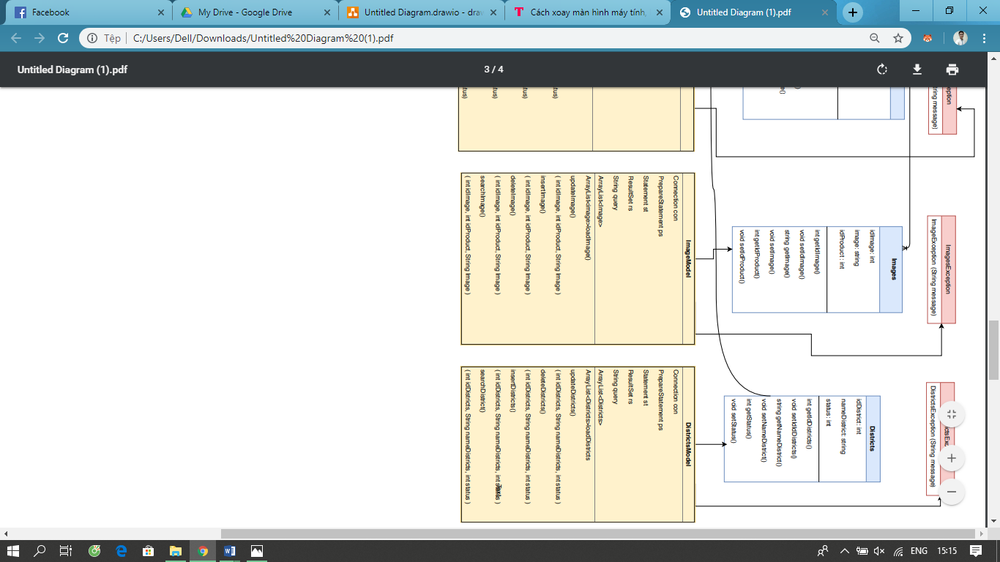 Facebook
My Drive - Google Drive
Untitled Diagram.drawio - draw
Cách xoay màn hình máy tính,
Untitled Diagram (1).pdf
Tệp
C:/Users/Dell/Downloads/Untitled%20Diagram%20(1).pdf
Untitled Diagram (1).pdf
3 / 4
tus)
tus)
tus)
tus)
ption
tring message)
ImageModel
Connection con
PrepareStatement ps
Statement st
ResultSet rs
String query
ArrayList<Image>
ArrayList<image>loadImage()
updateImage()
( int idImage, int idProduct, String Image )
insertImage()
( int idImage, int idProduct, String Image )
deleteImage()
( int idImage, int idProduct, String Image )
searchImage()
( int idImage, int idProduct, String Image )
Images
idImage: int
image: string
idProduct : int
int getIdImage()
void setIdImage()
string getImage()
void setImage()
int getIdProduct()
void setIdProduct()
ImagesException
ImageException (String message)
DistrictsModel
Connection con
PrepareStatement ps
Statement st
ResultSet rs
String query
ArrayList<Districts>
ArrayList<Districts>loadDistricts
updateDistricts()
( int idDistricts, String nameDistricts, int status )
deleteDistricts()
( int idDistricts, String nameDistricts, int status )
insertDistricts()
( int idDistricts, String nameDistricts, int status )
searchDistrict()
( int idDistricts, String nameDistricts, int status )
Districts
idDistrict: int
nameDistrict: string
status : int
int getIdDistricts()
void setIdIdDistricts()
string getNameDistrict()
void setNameDistrict()
int getStatus()
void setStatus()
DistrictsException (String message)
ENG
15:15